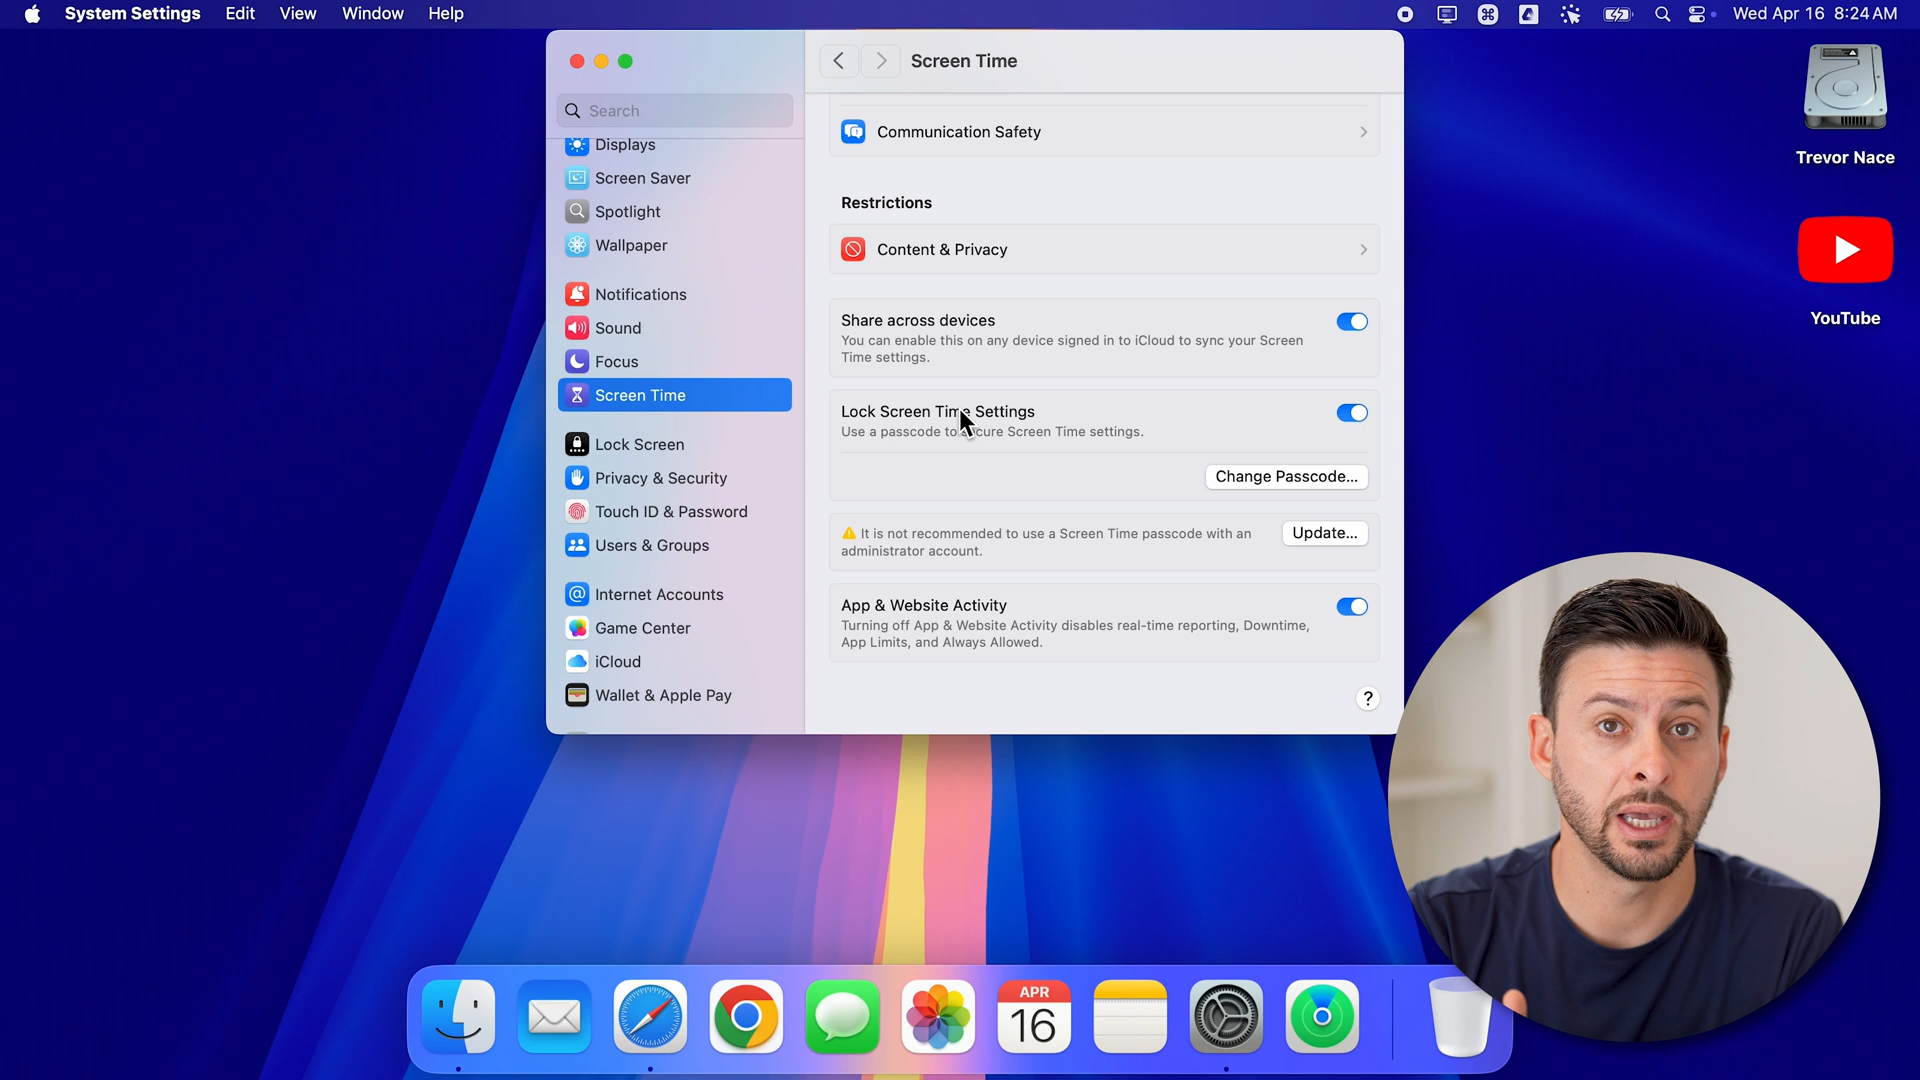 System Settings Edit View Window Help
Wed Apr 16 8:24 AM
Screen Time
Search
Displays
Screen Saver
Spotlight
Wallpaper
Notifications
Sound
Focus
Screen Time
Lock Screen
Privacy & Security
Touch ID & Password
Users & Groups
Internet Accounts
Game Center
iCloud
Wallet & Apple Pay
Communication Safety
Restrictions
Content & Privacy
Share across devices
You can enable this on any device signed in to iCloud to sync your Screen
Time settings.
Lock Screen Time Settings
Use a passcode to secure Screen Time settings.
Change Passcode...
It is not recommended to use a Screen Time passcode with an
administrator account.
Update...
App & Website Activity
Turning off App & Website Activity disables real-time reporting, Downtime,
App Limits, and Always Allowed.
?
Trevor Nace
YouTube
APR
16